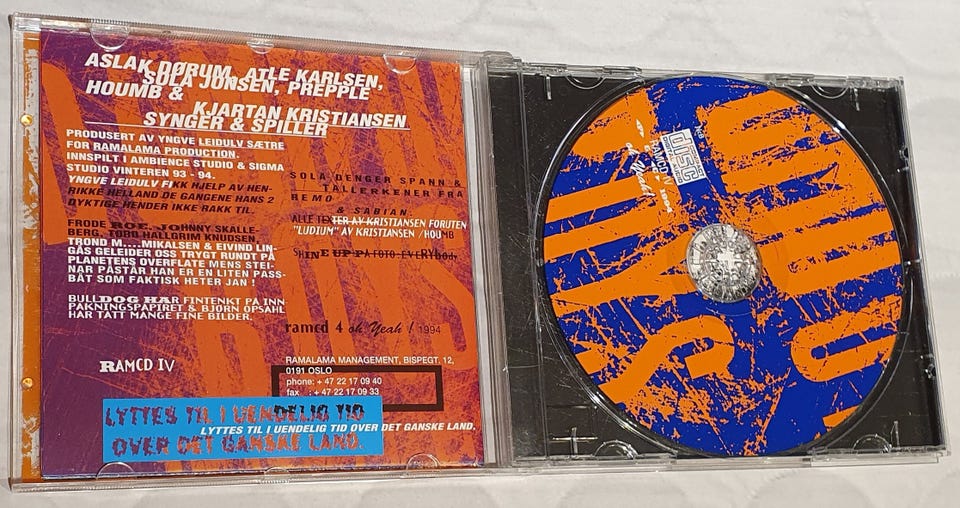 ASLAK DØRUM, ATLE KARLSEN,
SOLA JONSEN, PREPPLE
HOUMB &
KJARTAN KRISTIANSEN
SYNGER & SPILLER
PRODUSERT AV YNGVE LEIDULV SÆTRE
FOR RAMALAMA PRODUCTION.
INNSPILT I AMBIENCE STUDIO & SIGMA
STUDIO VINTEREN 93 - 94.
YNGVE LEIDULV FIKK HJELP AV HEN-
RIKKE HELLAND DE GANGENE HANS 2
DYKTIGE HENDER IKKE RAKK TIL.
FRODE BOE, JOHNNY SKALLE-
BERG, TODD HALLGRIM KNUDSEN,
TROND M....MIKALSEN & EIVIND LIN-
GÅS GELEIDER OSS TRYGT RUNDT PÅ
PLANETENS OVERFLATE MENS STEI-
NAR PÅSTÅR HAN ER EN LITEN PASS-
BÅT SOM FAKTISK HETER JAN !
BULLDOG HAR FINTENKT PÅ INN-
PAKNINGSPAPIRET & BJØRN OPSAHL
HAR TATT MANGE FINE BILDER.
RAMCD IV
SOLA DENGER SPANN &
TALLERKENER FRA
REMO
& SABIAN
ALLE TEKSTER AV KRISTIANSEN FORUTEN
"LUDIUM" AV KRISTIANSEN /HOUMB
SHINE UP PÅ FOTO. EVERYbody
ramcd 4 oh Yeah ! 1994
RAMALAMA MANAGEMENT, BISPEGT, 12,
0191 OSLO
phone: + 47 22 17 09 40
fax : + 47 22 17 09 33
LYTTES TIL I UENDELIG TID
OVER DET GANSKE LAND.
LYTTES TIL I UENDELIG TID OVER DET GANSKE LAND.
disc
RAMCD IV